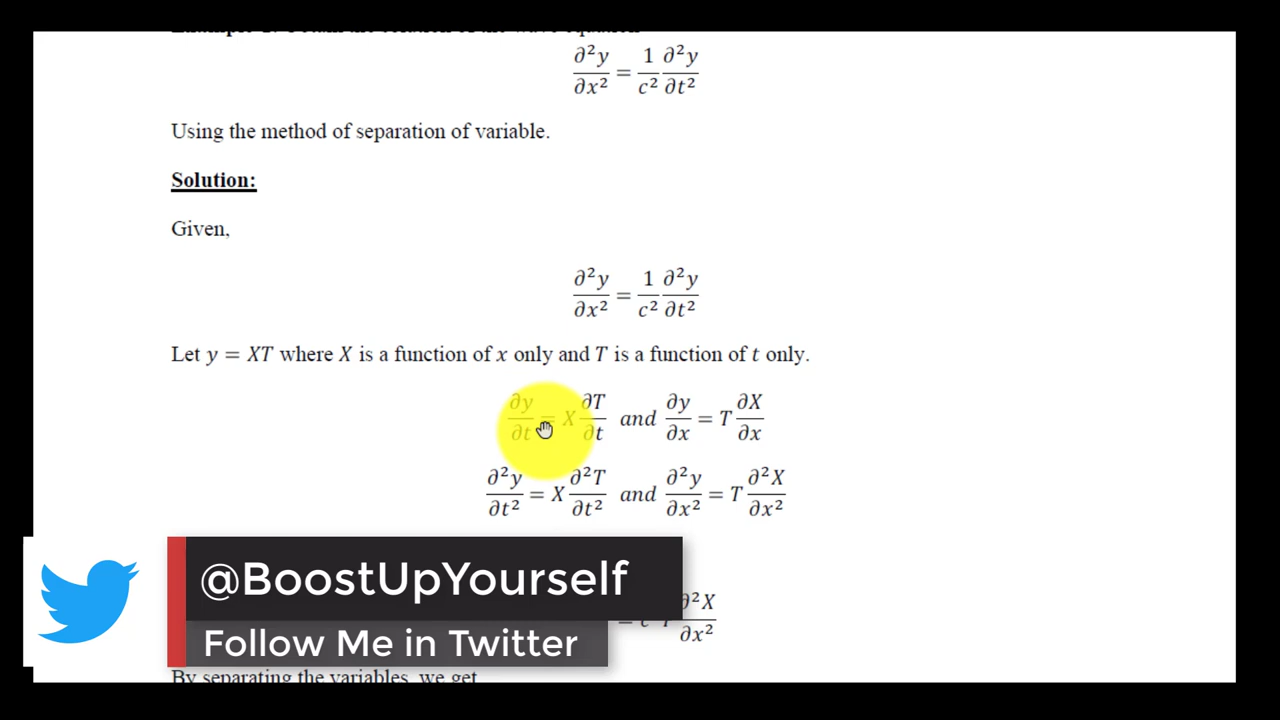 ∂²y/∂x² = 1/c² ∂²y/∂t²
Using the method of separation of variable.
Solution:
Given,
∂²y/∂x² = 1/c² ∂²y/∂t²
Let y = XT where X is a function of x only and T is a function of t only.
∂y/∂t = X ∂T/∂t and ∂y/∂x = T ∂X/∂x
∂²y/∂t² = X ∂²T/∂t² and ∂²y/∂x² = T ∂²X/∂x²
∂²X/∂x²
@BoostUpYourself
Follow Me in Twitter
By separating the variables, we get